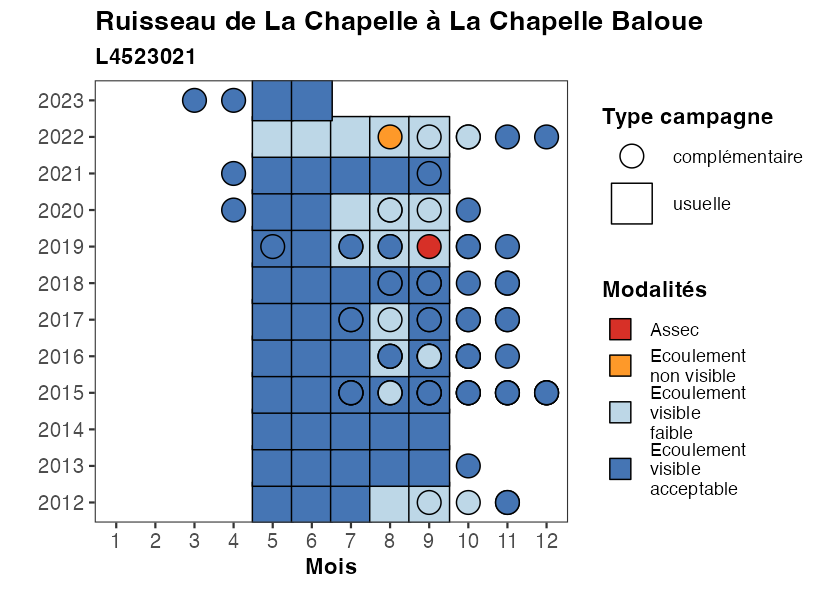 Ruisseau de La Chapelle à La Chapelle Baloue
L4523021
2023
2022
2021
2020
2019
2018
2017
2016
2015
2014
2013
2012
1 2 3 4 5 6 7 8 9 10 11 12
Mois
Type campagne
complémentaire
usuelle
Modalités
Assec
Ecoulement
non visible
Ecoulement
visible
faible
Ecoulement
visible
acceptable